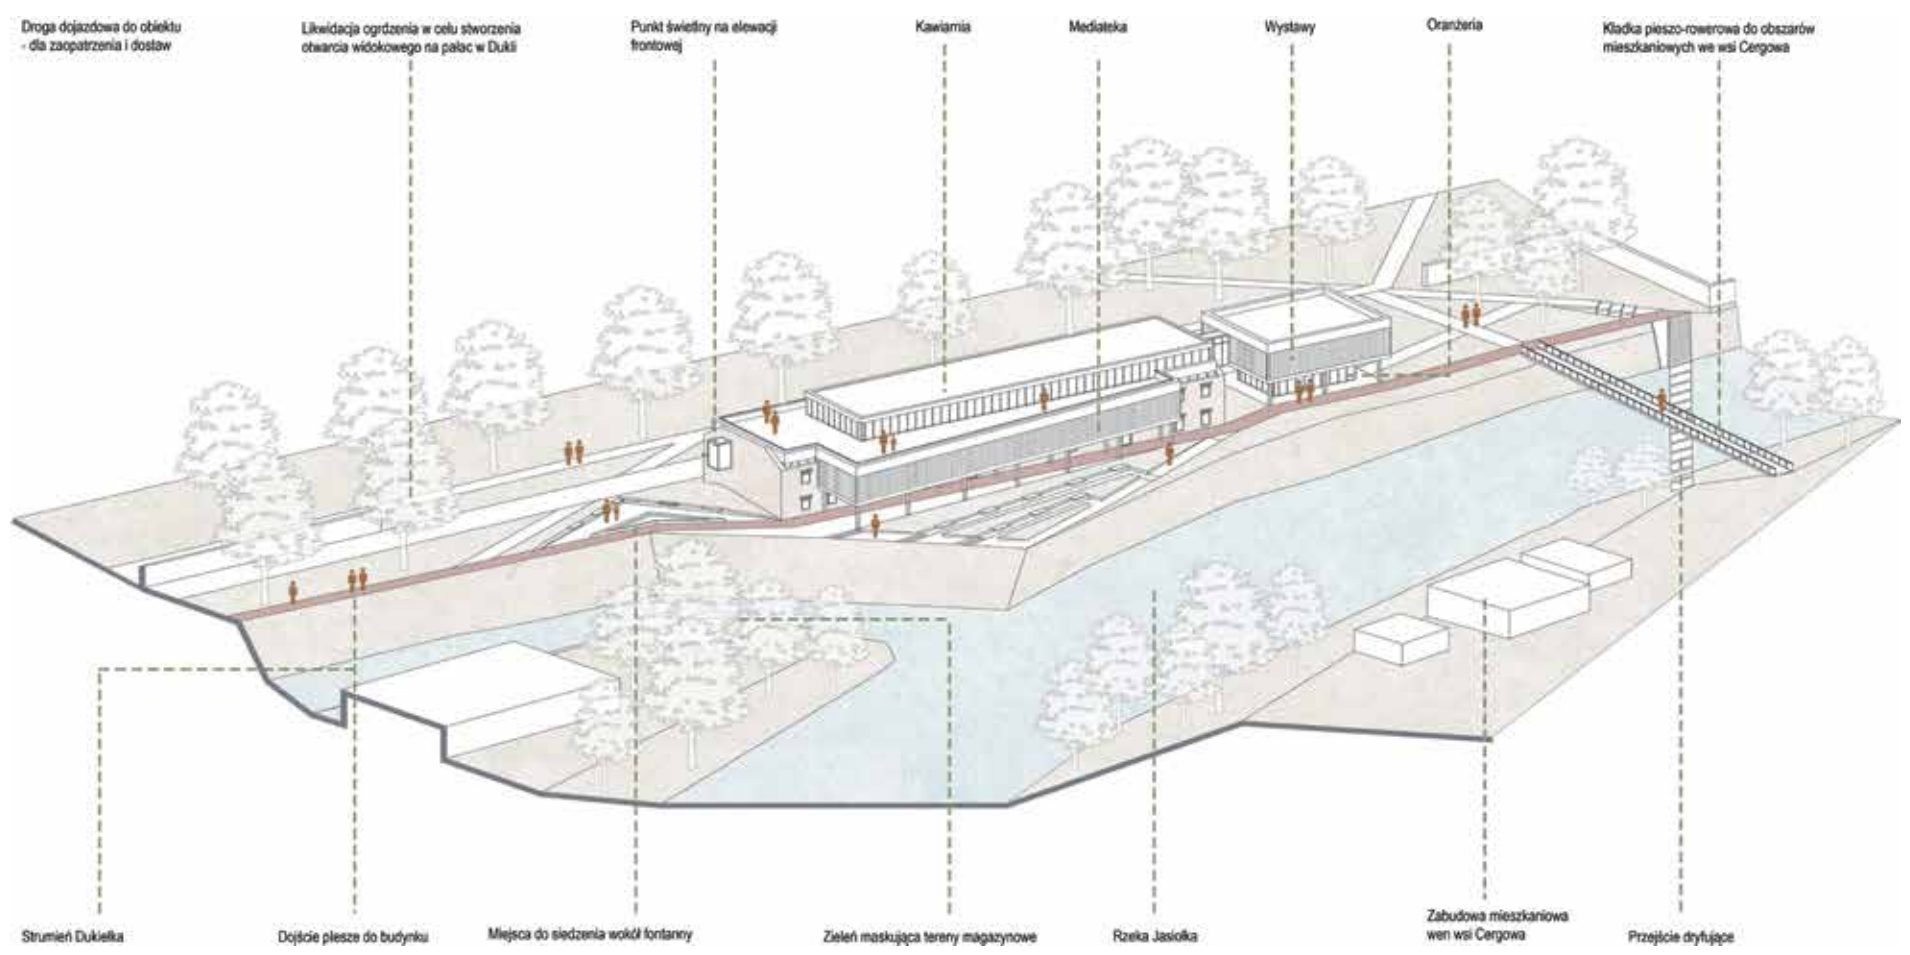 Droga dojazdowa do obiektu
- dla zaopatrzenia i dostaw
Likwidacja ogrdzenia w celu stworzenia
otwarcia widokowego na pałac w Dukli
Punkt świetlny na elewacji
frontowej
Kawiarnia
Mediateka
Wystawy
Oranżeria
Kładka pieszo-rowerowa do obszarów
mieszkaniowych we wsi Cergowa
Strumień Dukiełka
Dojście piesze do budynku
Miejsca do siedzenia wokół fontanny
Zieleń maskująca tereny magazynowe
Rzeka Jasiołka
Zabudowa mieszkaniowa
wen wsi Cergowa
Przejście dryfujące